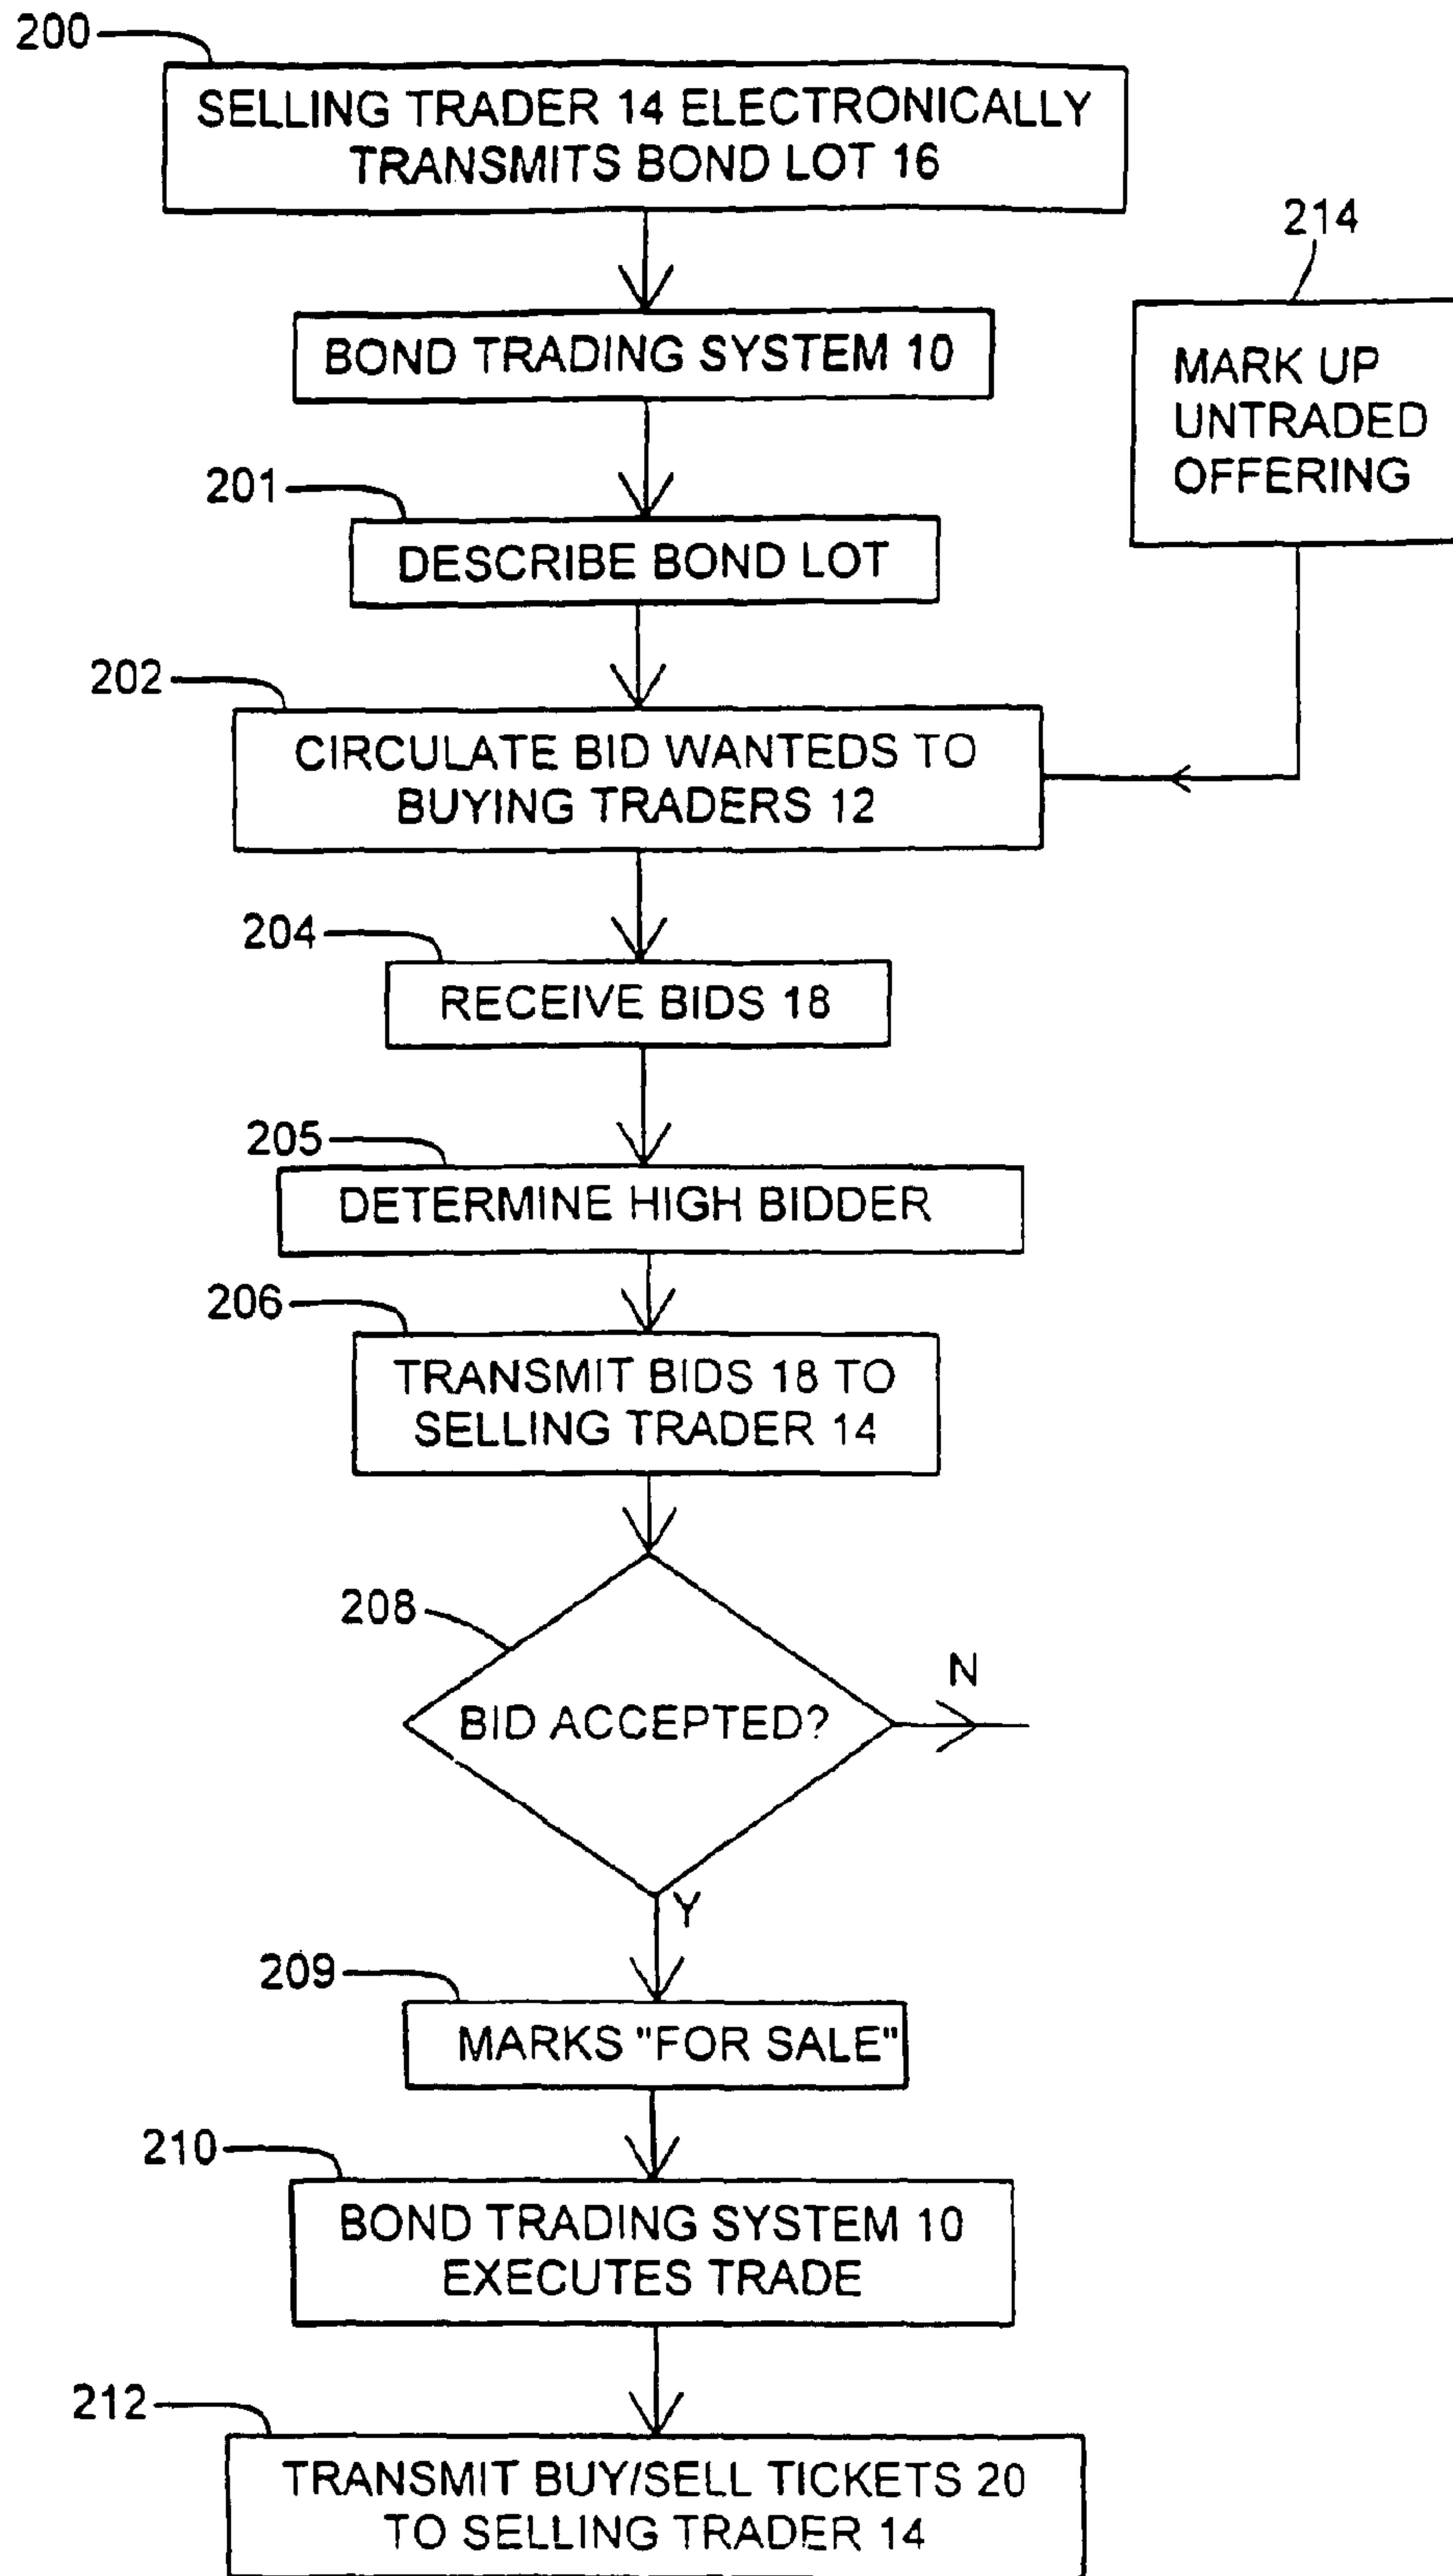 200
SELLING TRADER 14 ELECTRONICALLY
TRANSMITS BOND LOT 16
214
BOND TRADING SYSTEM 10
MARK UP
UNTRADED
OFFERING
201
DESCRIBE BOND LOT
202
CIRCULATE BID WANTEDS TO
BUYING TRADERS 12
204
RECEIVE BIDS 18
205
DETERMINE HIGH BIDDER
206
TRANSMIT BIDS 18 TO
SELLING TRADER 14
208
BID ACCEPTED?
N
Y
209
MARKS "FOR SALE"
210
BOND TRADING SYSTEM 10
EXECUTES TRADE
212
TRANSMIT BUY/SELL TICKETS 20
TO SELLING TRADER 14